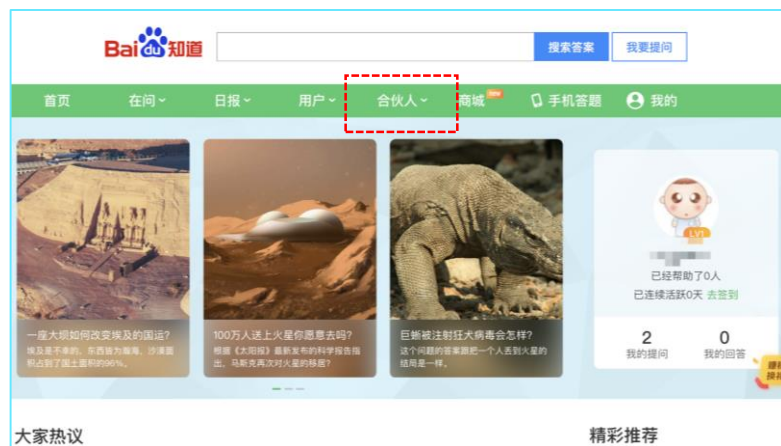 Baidu知道
搜索答案
我要提问
首页
在问
日报
用户
合伙人
商城
new
手机答题
我的
一座大坝如何改变埃及的国运?
埃及是不幸的，东西皆为瀚海，沙漠面
积占到了国土面积的96%。
100万人送上火星你愿意去吗?
根据《太阳报》最新发布的科学报告指
出，马斯克再次对火星的移居?
巨蜥被注射狂犬病毒会怎样?
这个问题的答案跟把一个人丢到火星的
结局是一样。
LV1
已经帮助了0人
已连续活跃0天 去签到
2
我的提问
0
我的回答
大家热议
精彩推荐